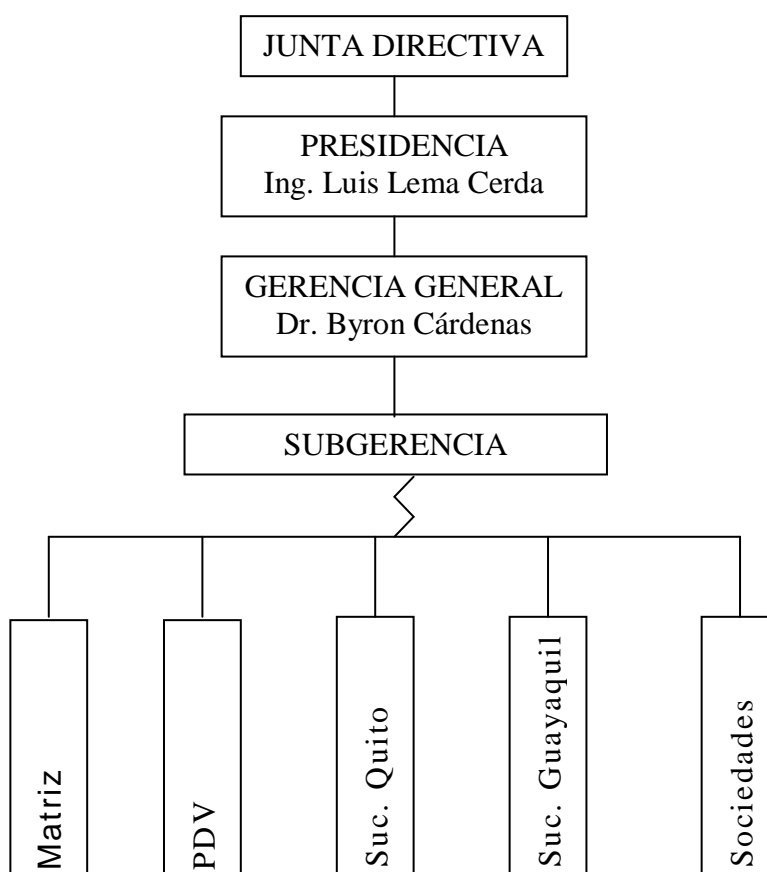 JUNTA DIRECTIVA
PRESIDENCIA
Ing. Luis Lema Cerda
GERENCIA GENERAL
Dr. Byron Cárdenas
SUBGERENCIA
Matriz
PDV
Suc. Quito
Suc. Guayaquil
Sociedades